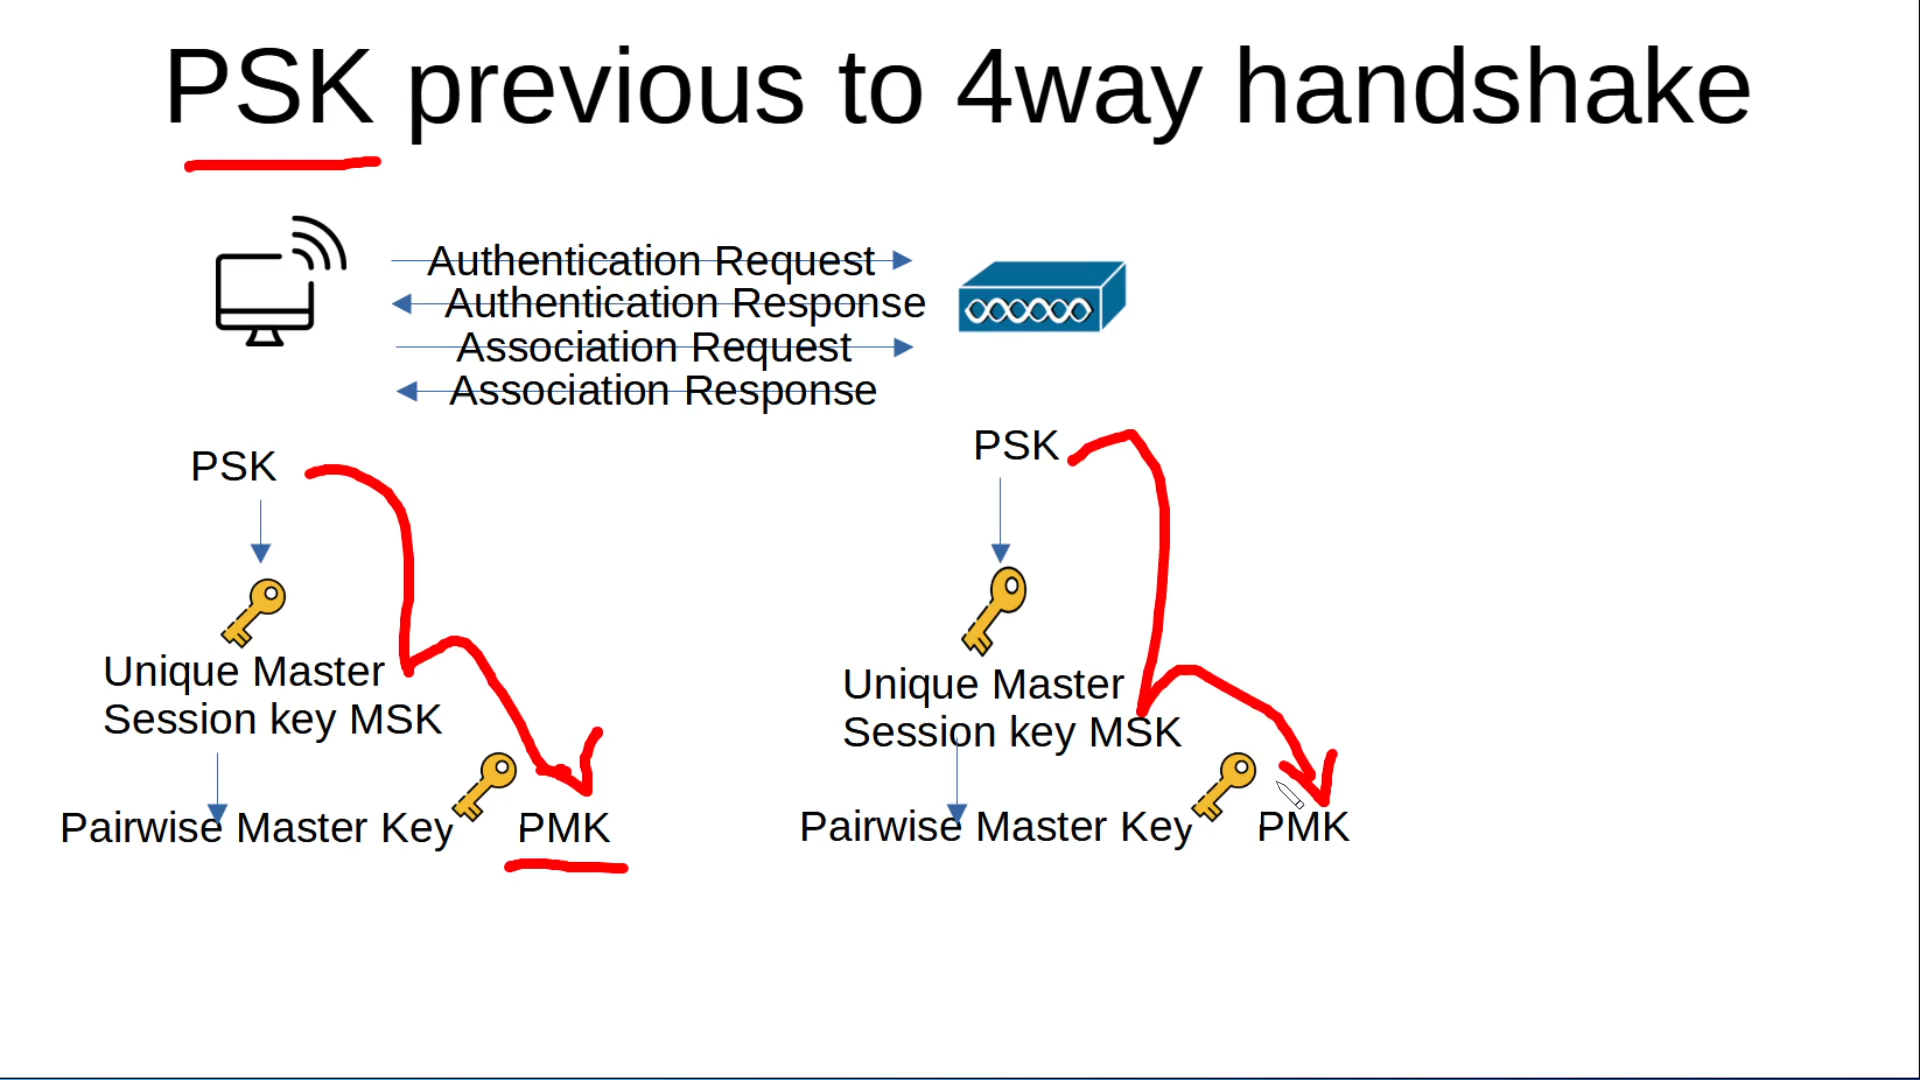 PSK previous to 4way handshake
Authentication Request
Authentication Response
Association Request
Association Response
PSK
Unique Master
Session key MSK
Pairwise Master Key PMK
PSK
Unique Master
Session key MSK
Pairwise Master Key PMK